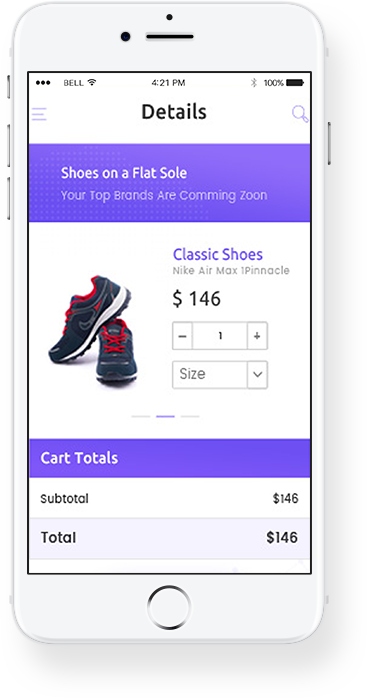 BELL 4:21 PM 100%
Details
Shoes on a Flat Sole
Your Top Brands Are Comming Zoon
Classic Shoes
Nike Air Max 1Pinnacle
$ 146
− 1 +
Size
Cart Totals
Subtotal $146
Total $146